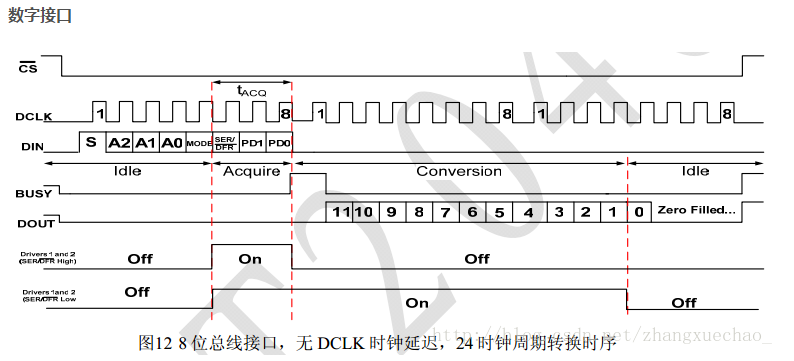 数字接口
CS
tACQ
DCLK 1 8 1 8 1 8
DIN S A2 A1 A0 MODE SER/DFR PD1 PD0
Idle Acquire Conversion Idle
BUSY
DOUT 11 10 9 8 7 6 5 4 3 2 1 0 Zero Filled...
Drivers 1 and 2
(SER/DFR High) Off On Off
Drivers 1 and 2
(SER/DFR Low Off On Off
http://blog.csdn.net/zhangxuechao_
图12 8 位总线接口，无 DCLK 时钟延迟，24 时钟周期转换时序